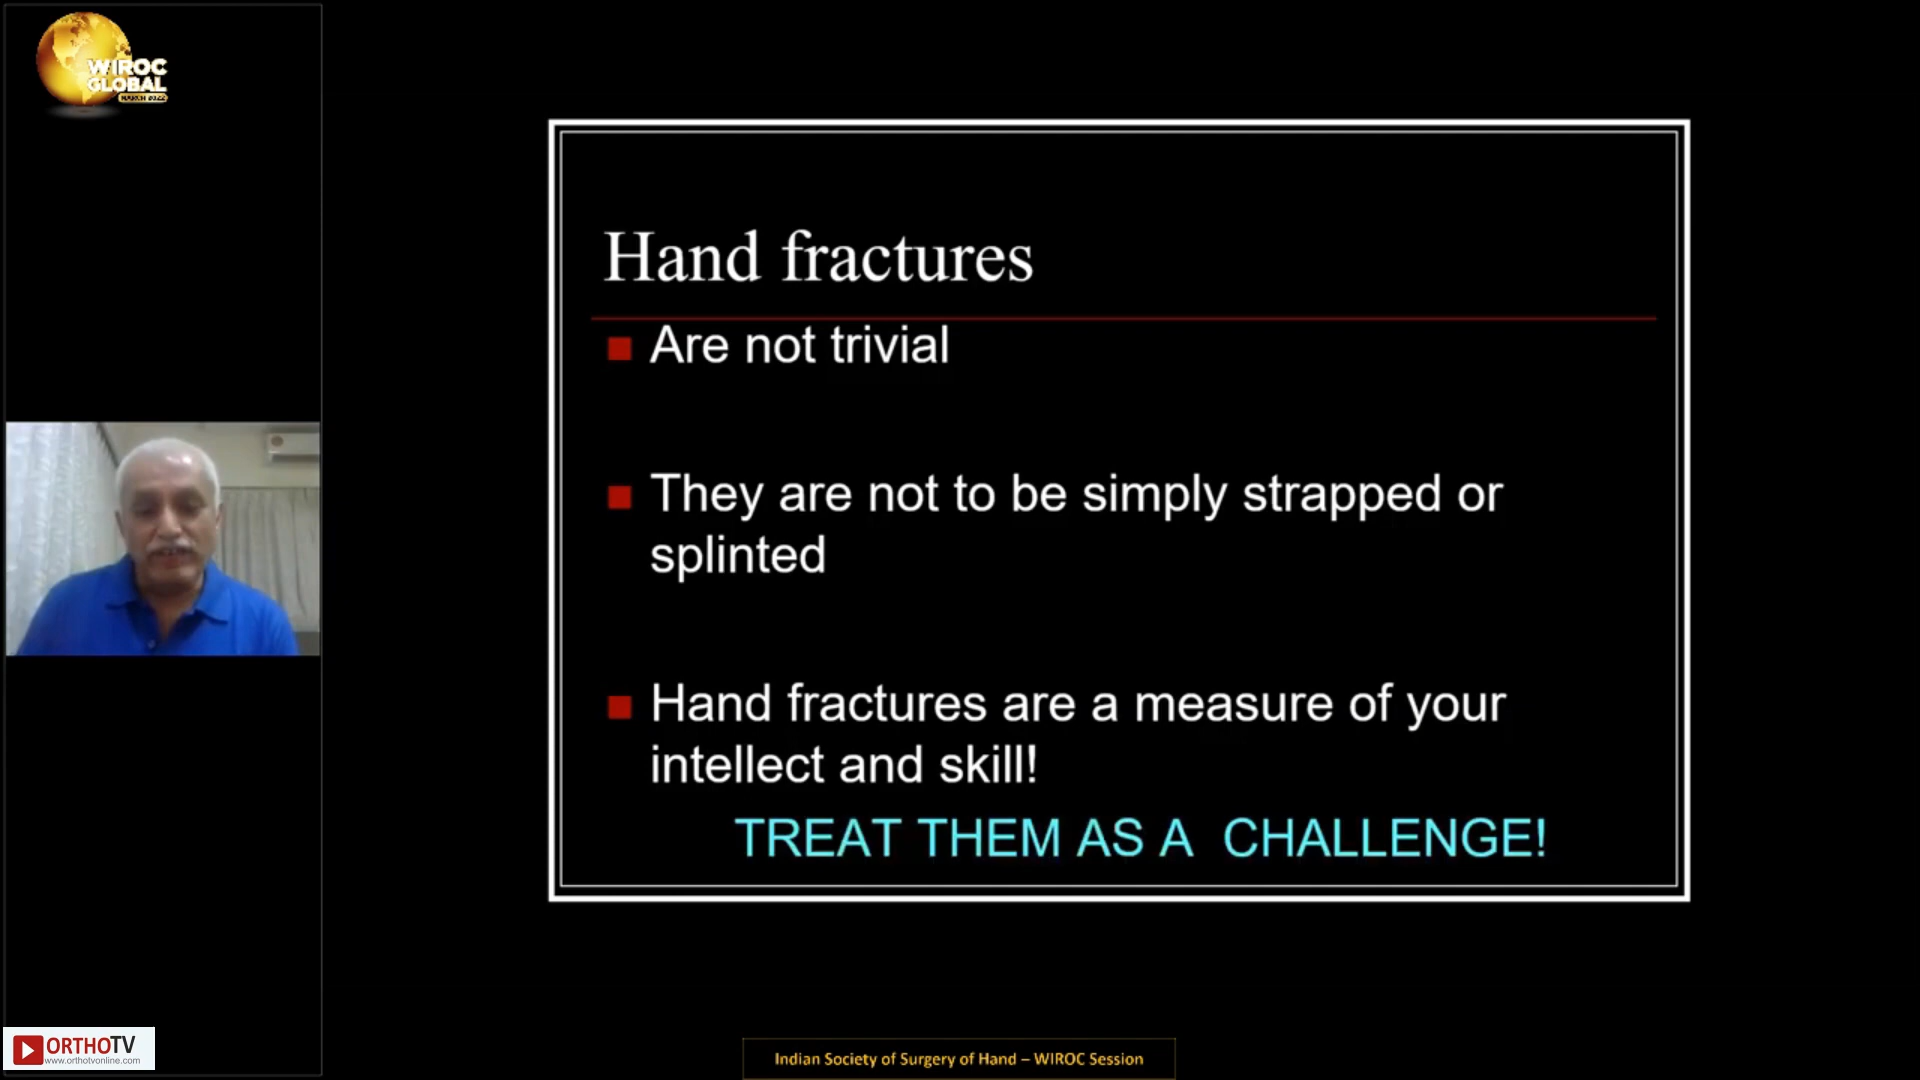 WIROC
GLOBAL
MARCH 2022
Hand fractures
Are not trivial
They are not to be simply strapped or
splinted
Hand fractures are a measure of your
intellect and skill!
TREAT THEM AS A CHALLENGE!
ORTHOTV
www.orthotvonline.com
Indian Society of Surgery of Hand – WIROC Session